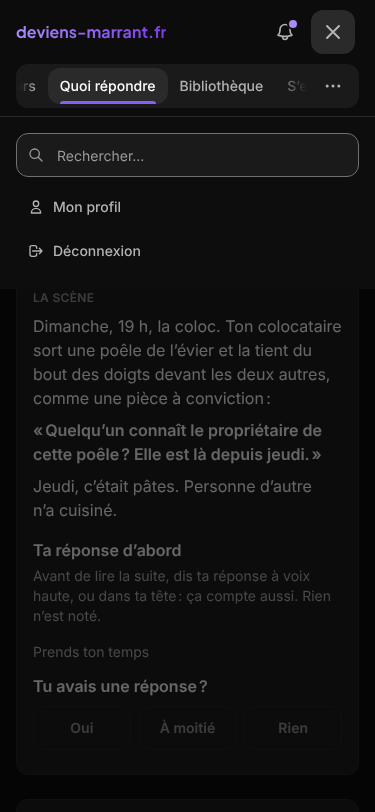 deviens-marrant.fr
rs Quoi répondre Bibliothèque S'e
Rechercher...
Mon profil
Déconnexion
LA SCÈNE
Dimanche, 19 h, la coloc. Ton colocataire
sort une poêle de l'évier et la tient du
bout des doigts devant les deux autres,
comme une pièce à conviction :
« Quelqu'un connaît le propriétaire de
cette poêle ? Elle est là depuis jeudi. »
Jeudi, c'était pâtes. Personne d'autre
n'a cuisiné.
Ta réponse d'abord
Avant de lire la suite, dis ta réponse à voix
haute, ou dans ta tête : ça compte aussi. Rien
n'est noté.
Prends ton temps
Tu avais une réponse ?
Oui À moitié Rien